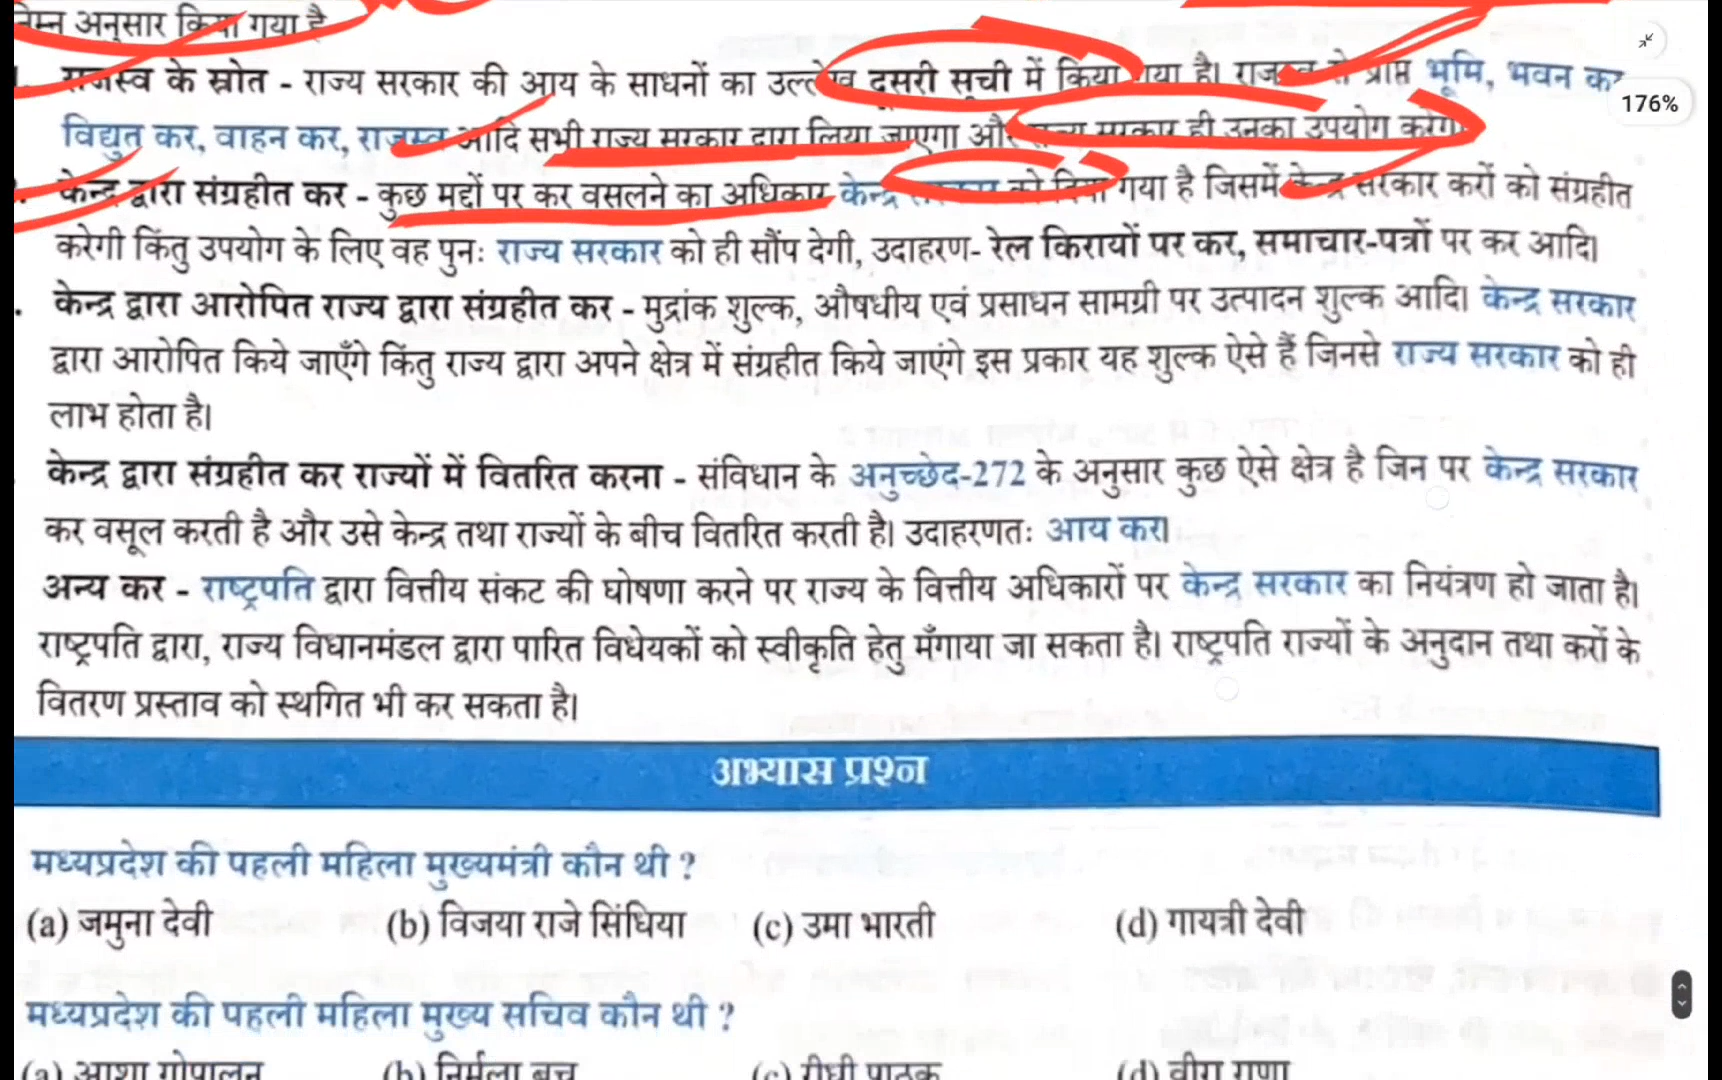 अनुसार किया गया है
राजस्व के स्रोत - राज्य सरकार की आय के साधनों का उल्लेख दूसरी सूची में किया गया है। राजस्व से प्राप्त भूमि, भवन कर
176%
विद्युत कर, वाहन कर, राजस्व आदि सभी राज्य सरकार द्वारा लिया जाएगा और राज्य सरकार ही उनका उपयोग करेगी
केन्द्र द्वारा संग्रहीत कर - कुछ मुद्दों पर कर वसूलने का अधिकार केन्द्र सरकार को दिया गया है जिसमें केन्द्र सरकार करों को संग्रहीत
करेगी किंतु उपयोग के लिए वह पुनः राज्य सरकार को ही सौंप देगी, उदाहरण- रेल किरायों पर कर, समाचार-पत्रों पर कर आदि।
केन्द्र द्वारा आरोपित राज्य द्वारा संग्रहीत कर - मुद्रांक शुल्क, औषधीय एवं प्रसाधन सामग्री पर उत्पादन शुल्क आदि। केन्द्र सरकार
द्वारा आरोपित किये जाएँगे किंतु राज्य द्वारा अपने क्षेत्र में संग्रहीत किये जाएंगे इस प्रकार यह शुल्क ऐसे हैं जिनसे राज्य सरकार को ही
लाभ होता है।
केन्द्र द्वारा संग्रहीत कर राज्यों में वितरित करना - संविधान के अनुच्छेद-272 के अनुसार कुछ ऐसे क्षेत्र है जिन पर केन्द्र सरकार
कर वसूल करती है और उसे केन्द्र तथा राज्यों के बीच वितरित करती है। उदाहरणतः आय कर।
अन्य कर - राष्ट्रपति द्वारा वित्तीय संकट की घोषणा करने पर राज्य के वित्तीय अधिकारों पर केन्द्र सरकार का नियंत्रण हो जाता है।
राष्ट्रपति द्वारा, राज्य विधानमंडल द्वारा पारित विधेयकों को स्वीकृति हेतु मँगाया जा सकता है। राष्ट्रपति राज्यों के अनुदान तथा करों के
वितरण प्रस्ताव को स्थगित भी कर सकता है।
अभ्यास प्रश्न
मध्यप्रदेश की पहली महिला मुख्यमंत्री कौन थी ?
(a) जमुना देवी (b) विजया राजे सिंधिया (c) उमा भारती (d) गायत्री देवी
मध्यप्रदेश की पहली महिला मुख्य सचिव कौन थी ?
(a) आशा गोपालन (b) निर्मला बुच (c) पाठक (d) वीरा राणा